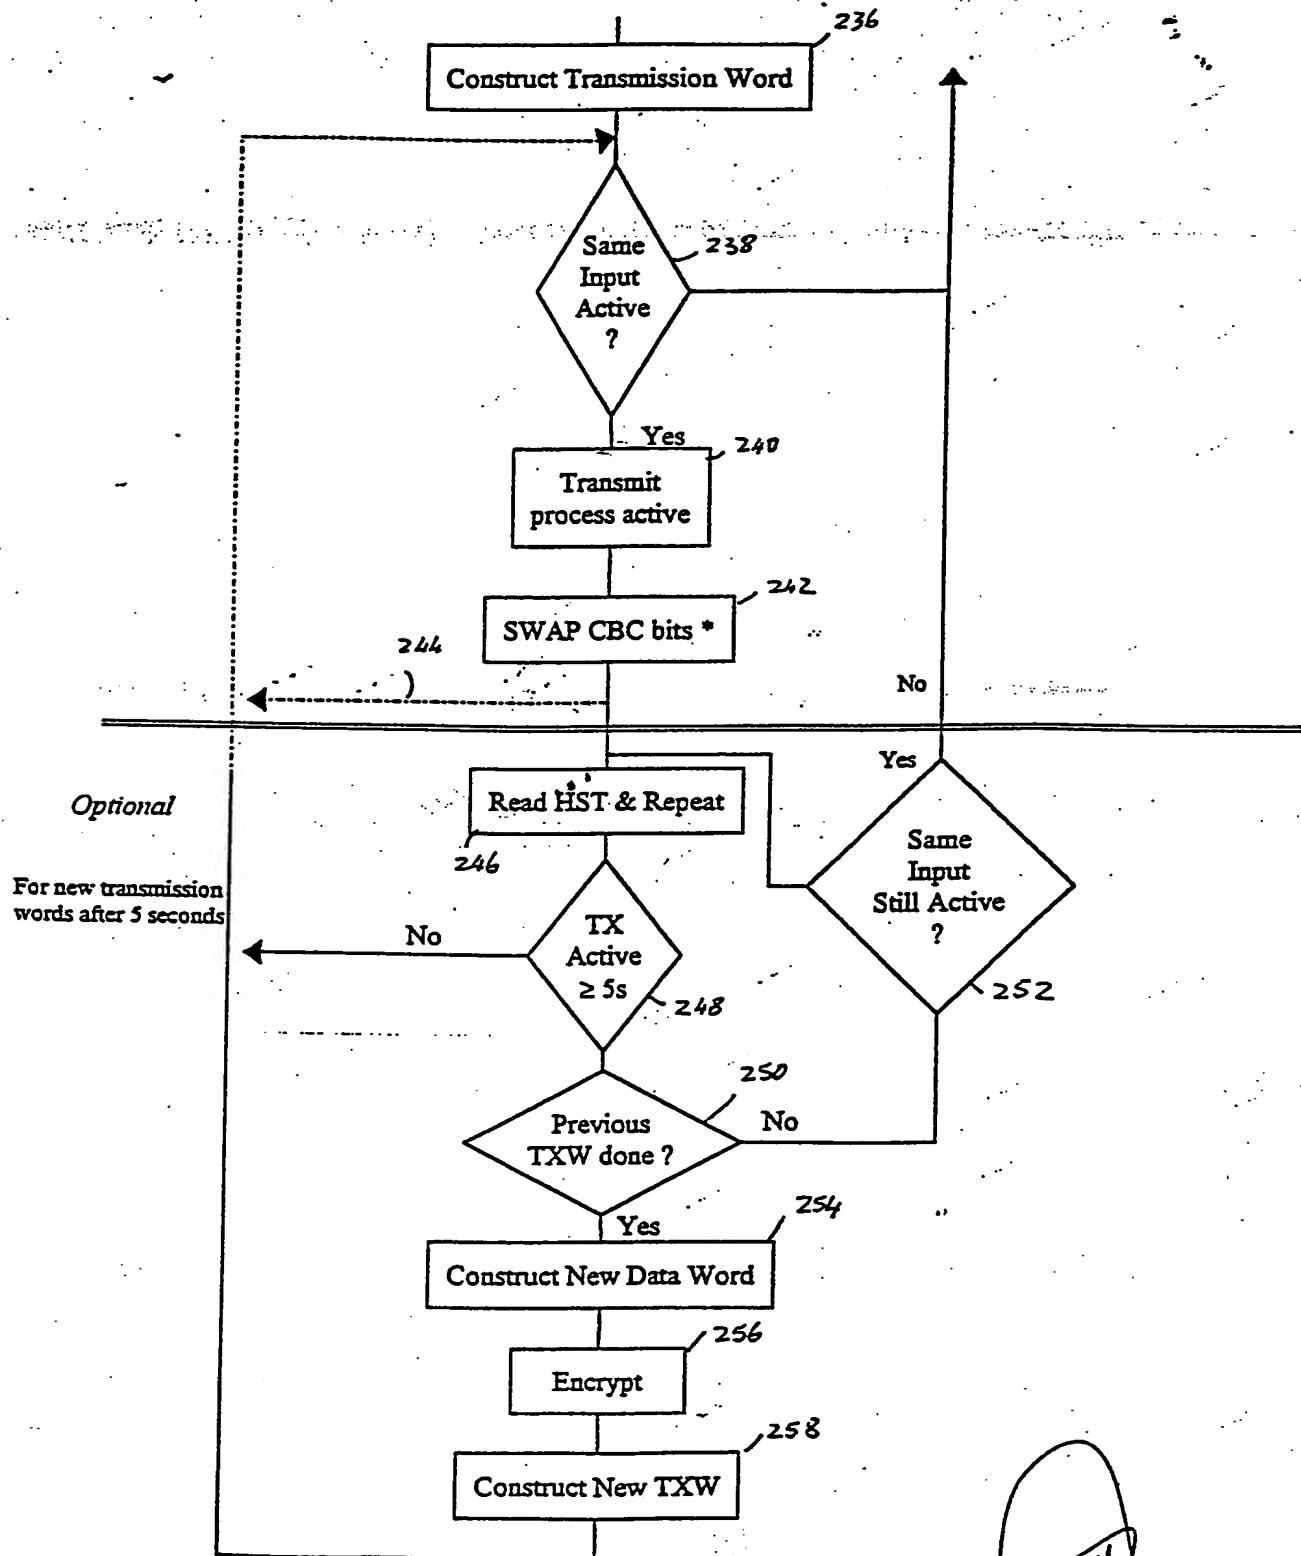 236
Construct Transmission Word
Same
Input
Active
?
238
Yes
240
Transmit
process active
242
SWAP CBC bits *
244
No
Yes
Optional
Read HST & Repeat
246
Same
Input
Still Active
?
252
For new transmission
words after 5 seconds
No
TX
Active
≥ 5s
248
250
Previous
TXW done ?
No
Yes
254
Construct New Data Word
256
Encrypt
258
Construct New TXW